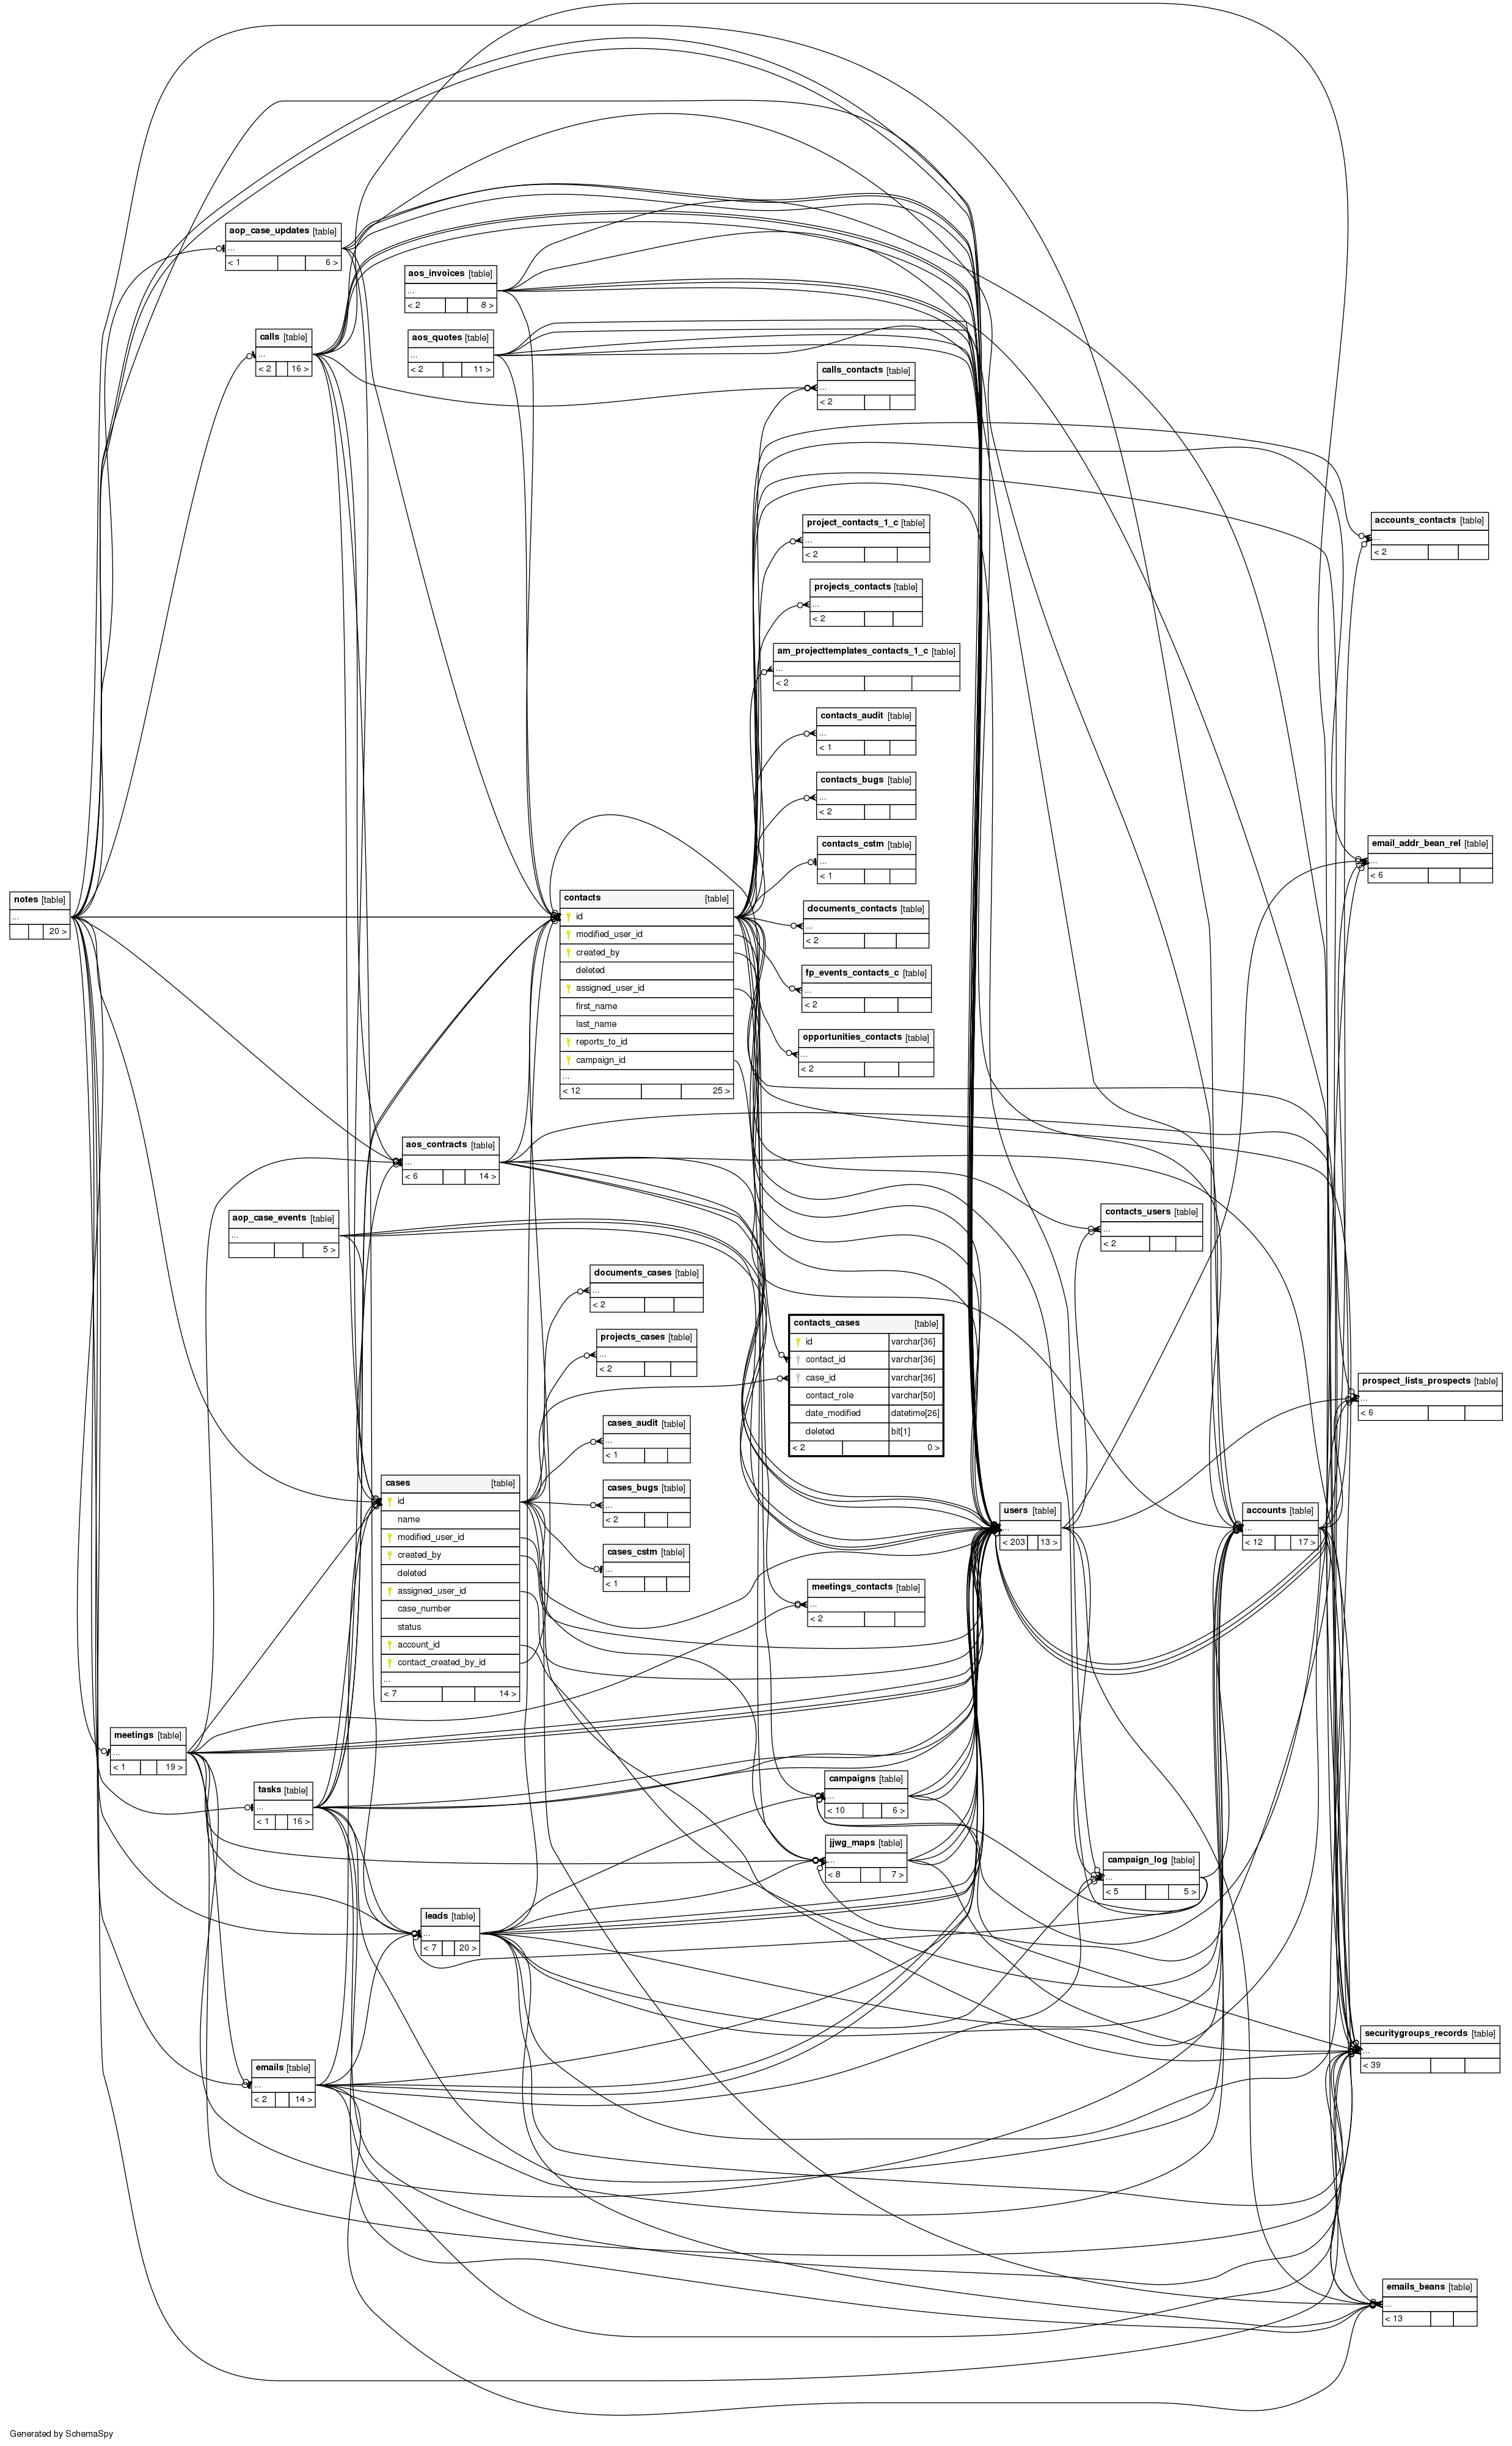 aop_case_updates [table]
...
< 1 6 >
aos_invoices [table]
...
< 2 8 >
calls [table]
...
< 2 16 >
aos_quotes [table]
...
< 2 11 >
calls_contacts [table]
...
< 2
project_contacts_1_c [table]
...
< 2
accounts_contacts [table]
...
< 2
projects_contacts [table]
...
< 2
am_projecttemplates_contacts_1_c [table]
...
< 2
contacts_audit [table]
...
< 1
contacts_bugs [table]
...
< 2
contacts_cstm [table]
...
< 1
email_addr_bean_rel [table]
...
< 6
notes [table]
...
20 >
contacts [table]
id
modified_user_id
created_by
deleted
assigned_user_id
first_name
last_name
reports_to_id
campaign_id
...
< 12 25 >
documents_contacts [table]
...
< 2
fp_events_contacts_c [table]
...
< 2
opportunities_contacts [table]
...
< 2
aos_contracts [table]
...
< 6 14 >
aop_case_events [table]
...
5 >
contacts_users [table]
...
< 2
documents_cases [table]
...
< 2
projects_cases [table]
...
< 2
contacts_cases [table]
id varchar[36]
contact_id varchar[36]
case_id varchar[36]
contact_role varchar[50]
date_modified datetime[26]
deleted bit[1]
< 2 0 >
prospect_lists_prospects [table]
...
< 6
cases_audit [table]
...
< 1
cases [table]
id
name
modified_user_id
created_by
deleted
assigned_user_id
case_number
status
account_id
contact_created_by_id
...
< 7 14 >
cases_bugs [table]
...
< 2
cases_cstm [table]
...
< 1
users [table]
...
< 203 13 >
accounts [table]
...
< 12 17 >
meetings_contacts [table]
...
< 2
meetings [table]
...
< 1 19 >
tasks [table]
...
< 1 16 >
campaigns [table]
...
< 10 6 >
jjwg_maps [table]
...
< 8 7 >
campaign_log [table]
...
< 5 5 >
leads [table]
...
< 7 20 >
securitygroups_records [table]
...
< 39
emails [table]
...
< 2 14 >
emails_beans [table]
...
< 13
Generated by SchemaSpy